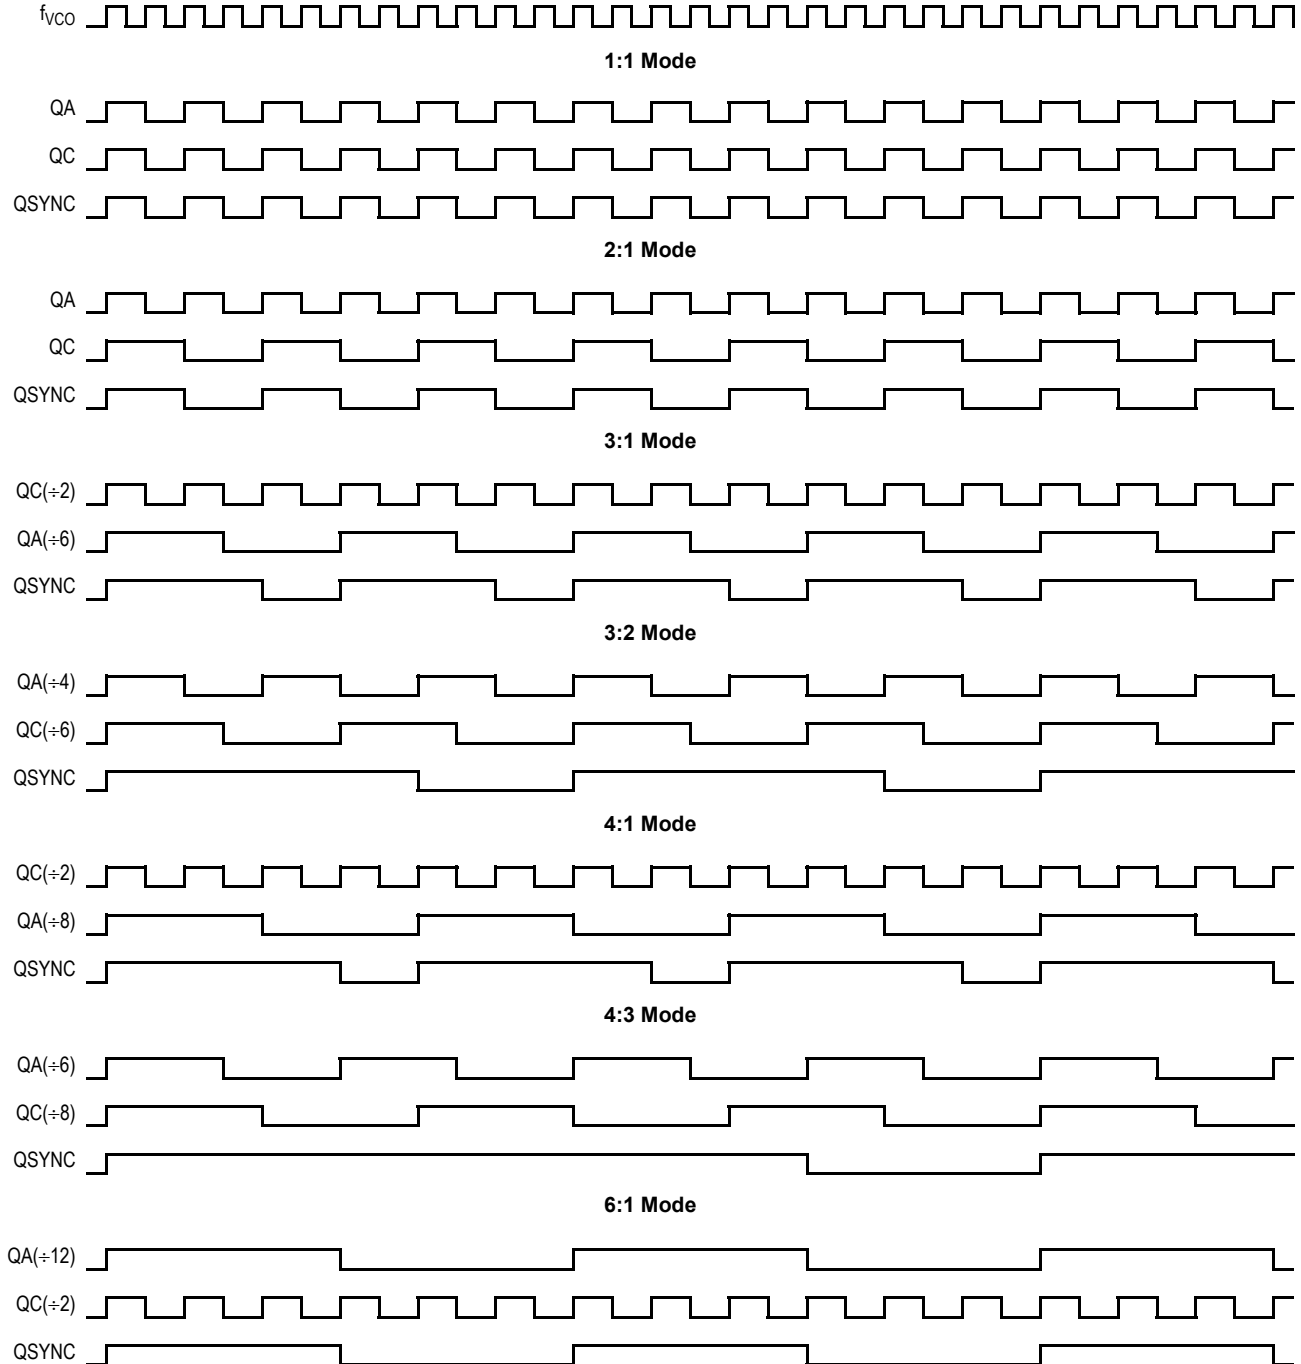 fVCO
1:1 Mode
QA
QC
QSYNC
2:1 Mode
QA
QC
QSYNC
3:1 Mode
QC(÷2)
QA(÷6)
QSYNC
3:2 Mode
QA(÷4)
QC(÷6)
QSYNC
4:1 Mode
QC(÷2)
QA(÷8)
QSYNC
4:3 Mode
QA(÷6)
QC(÷8)
QSYNC
6:1 Mode
QA(÷12)
QC(÷2)
QSYNC